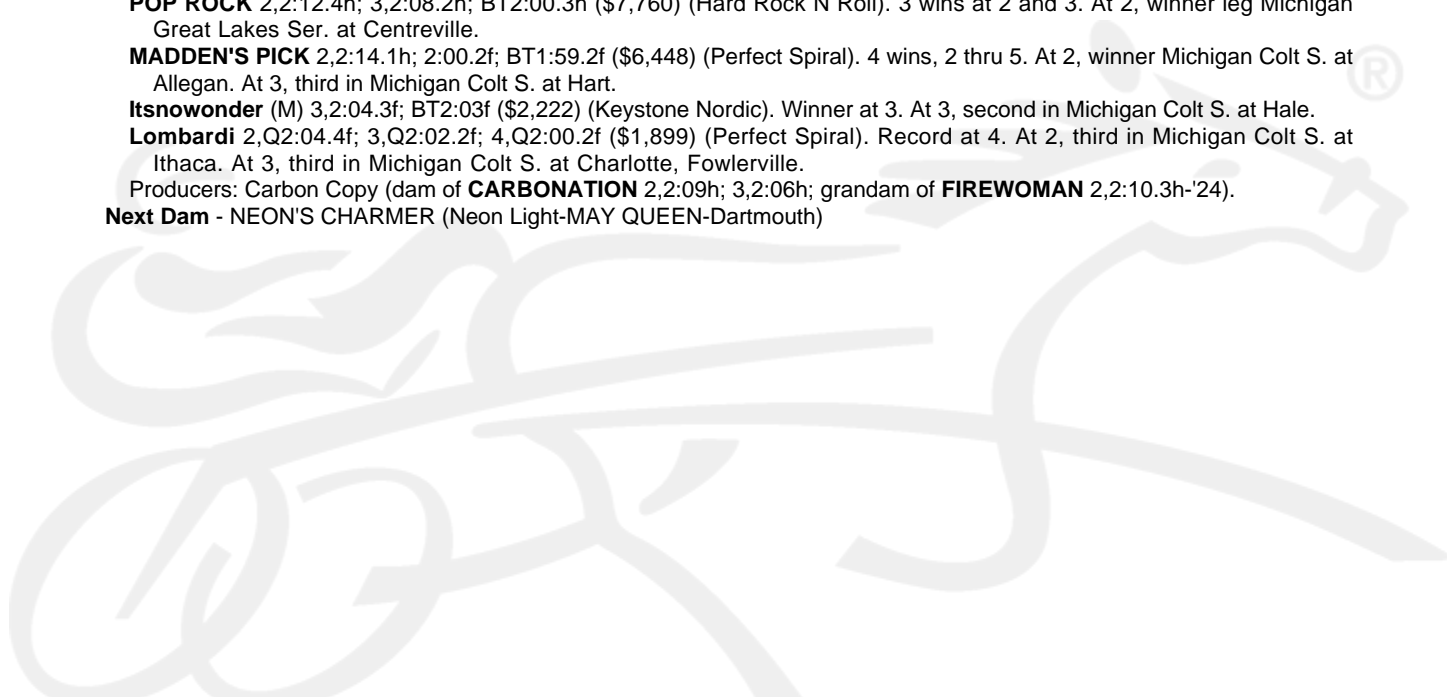 POP ROCK 2,2:12.4h; 3,2:08.2h; BT2:00.3h ($7,760) (Hard Rock N Roll). 3 wins at 2 and 3. At 2, winner leg Michigan
Great Lakes Ser. at Centreville.
MADDEN'S PICK 2,2:14.1h; 2:00.2f; BT1:59.2f ($6,448) (Perfect Spiral). 4 wins, 2 thru 5. At 2, winner Michigan Colt S. at
Allegan. At 3, third in Michigan Colt S. at Hart.
Itsnowonder (M) 3,2:04.3f; BT2:03f ($2,222) (Keystone Nordic). Winner at 3. At 3, second in Michigan Colt S. at Hale.
Lombardi 2,Q2:04.4f; 3,Q2:02.2f; 4,Q2:00.2f ($1,899) (Perfect Spiral). Record at 4. At 2, third in Michigan Colt S. at
Ithaca. At 3, third in Michigan Colt S. at Charlotte, Fowlerville.
Producers: Carbon Copy (dam of CARBONATION 2,2:09h; 3,2:06h; grandam of FIREWOMAN 2,2:10.3h-'24).
Next Dam - NEON'S CHARMER (Neon Light-MAY QUEEN-Dartmouth)
®